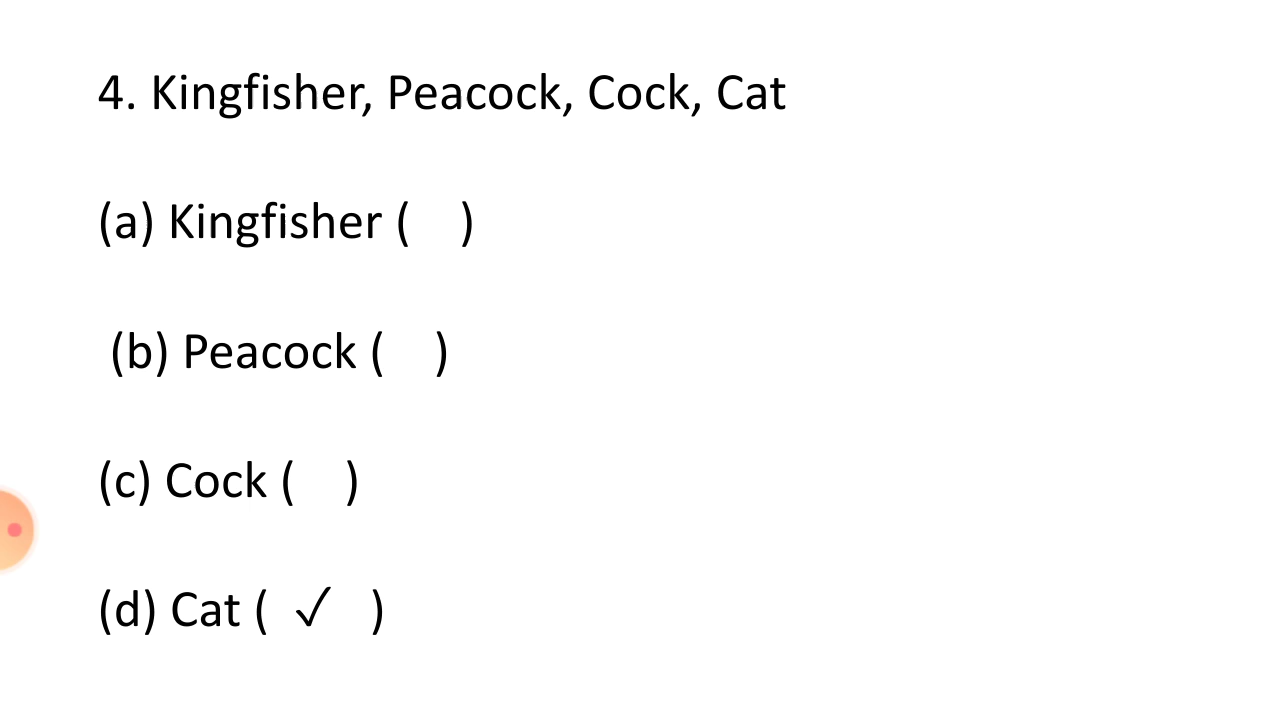 4. Kingfisher, Peacock, Cock, Cat
(a) Kingfisher (    )
(b) Peacock (    )
(c) Cock (    )
(d) Cat (  ✓   )